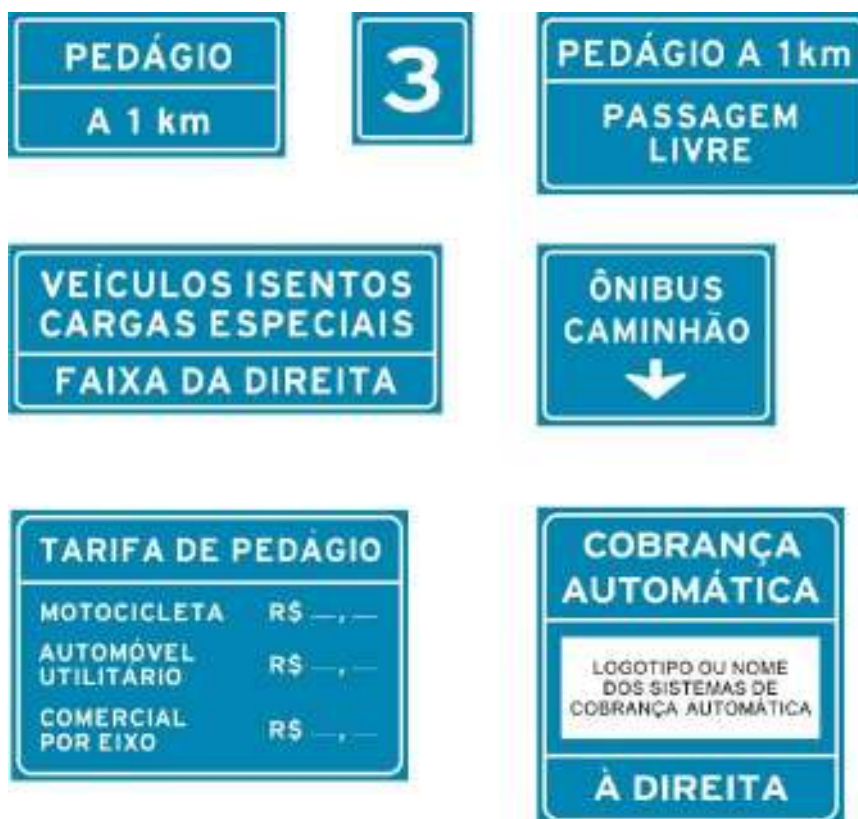 PEDÁGIO
A 1 km
3
PEDÁGIO A 1km
PASSAGEM
LIVRE
VEÍCULOS ISENTOS
CARGAS ESPECIAIS
FAIXA DA DIREITA
ÔNIBUS
CAMINHÃO
TARIFA DE PEDÁGIO
MOTOCICLETA R$ __,__
AUTOMÓVEL
UTILITÁRIO R$ __,__
COMERCIAL
POR EIXO R$ __,__
COBRANÇA
AUTOMÁTICA
LOGOTIPO OU NOME
DOS SISTEMAS DE
COBRANÇA AUTOMÁTICA
À DIREITA